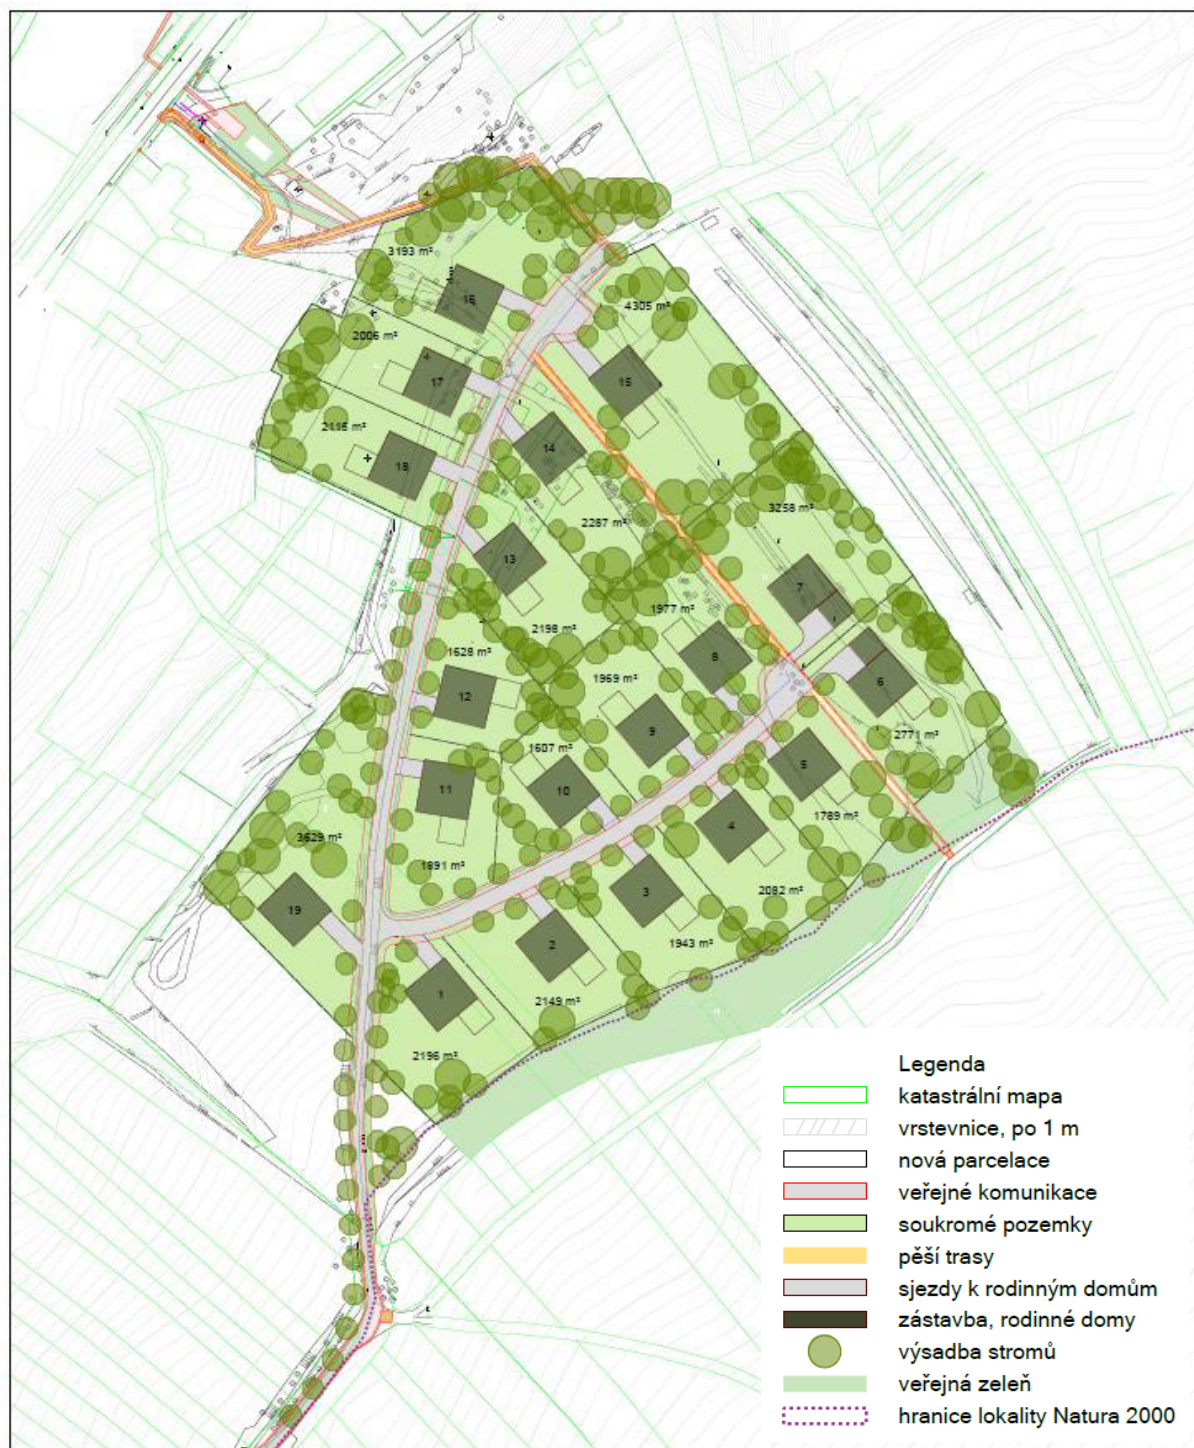 3193 m²
16
4305 m²
2006 m²
17
15
2116 m²
18
14
2287 m²
3258 m²
13
7
1977 m²
2198 m²
1628 m²
8
6
1969 m²
12
9
2771 m²
1607 m²
5
11
10
1789 m²
4
3629 m²
1891 m²
3
2082 m²
19
2
1943 m²
1
2149 m²
2196 m²
Legenda
katastrální mapa
vrstevnice, po 1 m
nová parcelace
veřejné komunikace
soukromé pozemky
pěší trasy
sjezdy k rodinným domům
zástavba, rodinné domy
výsadba stromů
veřejná zeleň
hranice lokality Natura 2000